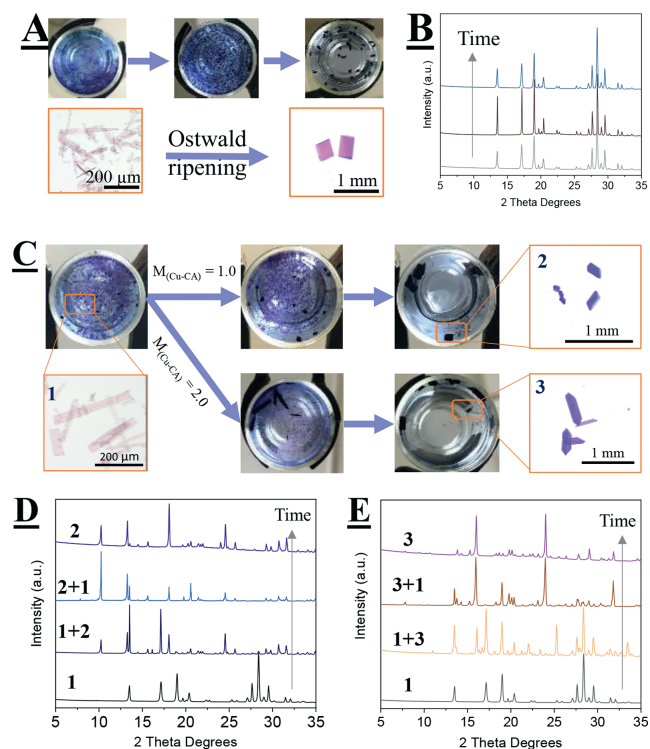 A
200 µm
Ostwald
ripening
1 mm
B
Time
Intensity (a.u.)
5 10 15 20 25 30 35
2 Theta Degrees
C
M(Cu-CA) = 1.0
M(Cu-CA) = 2.0
1
200 µm
2
1 mm
3
1 mm
D
Time
2
2+1
1+2
1
Intensity (a.u.)
5 10 15 20 25 30 35
2 Theta Degrees
E
Time
3
3+1
1+3
1
Intensity (a.u.)
5 10 15 20 25 30 35
2 Theta Degrees